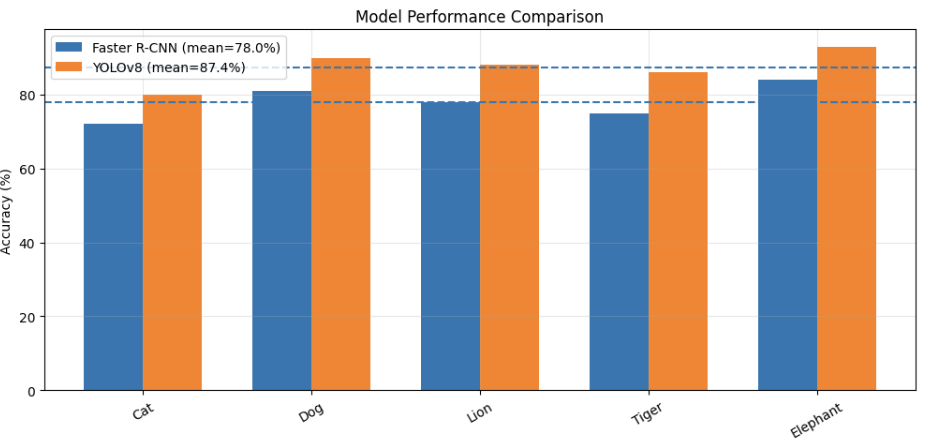 Model Performance Comparison
Faster R-CNN (mean=78.0%)
YOLOv8 (mean=87.4%)
Accuracy (%)
80
60
40
20
0
Cat
Dog
Lion
Tiger
Elephant